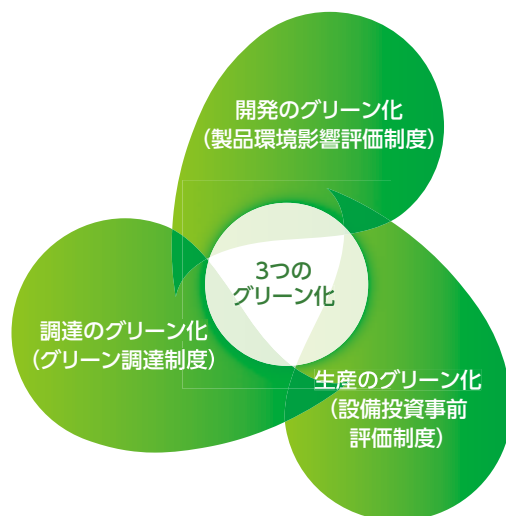 開発のグリーン化
（製品環境影響評価制度）
3つの
グリーン化
調達のグリーン化
（グリーン調達制度）
生産のグリーン化
（設備投資事前
評価制度）